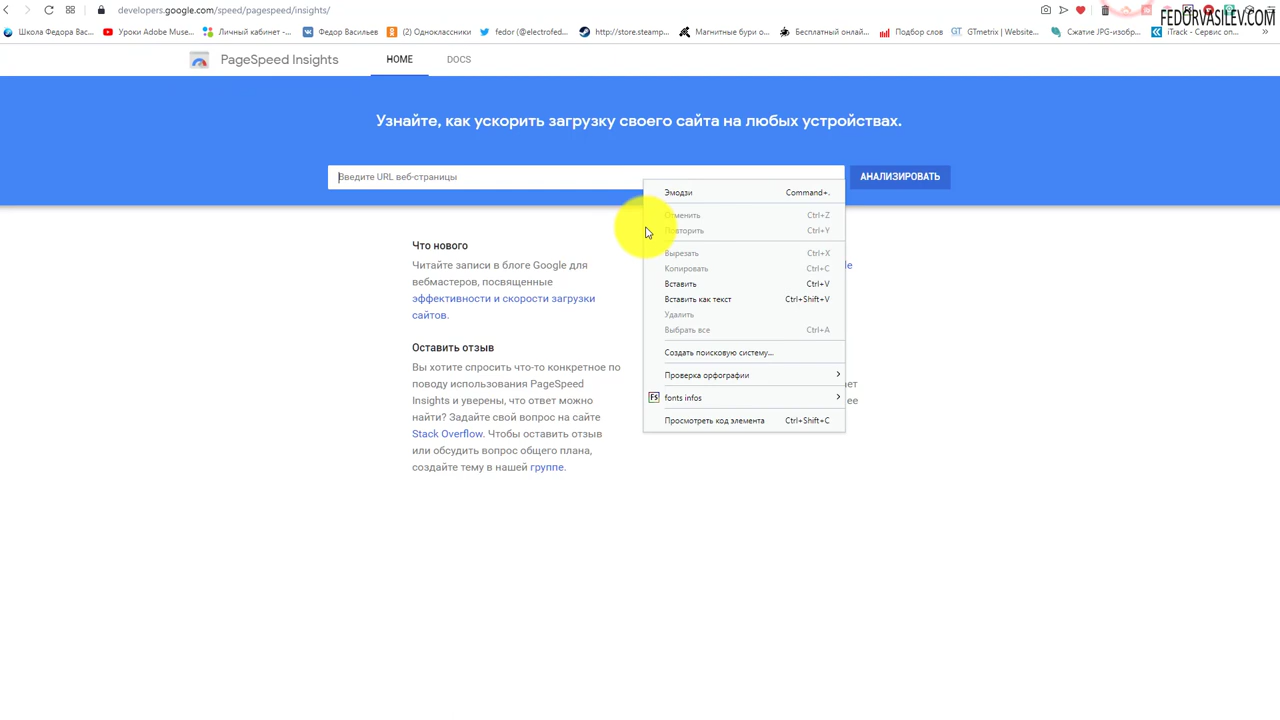 developers.google.com/speed/pagespeed/insights/
FEDORVASILEV.COM
Школа Федора Вас...
Уроки Adobe Muse...
Личный кабинет -...
Федор Васильев
(2) Одноклассники
fedor (@electrofed...
http://store.steamp...
Магнитные бури о...
Бесплатный онлай...
Подбор слов
GTmetrix | Website...
Сжатие JPG-изобр...
iTrack - Сервис оп...
PageSpeed Insights
HOME
DOCS
Узнайте, как ускорить загрузку своего сайта на любых устройствах.
Введите URL веб-страницы
АНАЛИЗИРОВАТЬ
Эмодзи Command+.
Отменить Ctrl+Z
Повторить Ctrl+Y
Вырезать Ctrl+X
Копировать Ctrl+C
Вставить Ctrl+V
Вставить как текст Ctrl+Shift+V
Удалить
Выбрать все Ctrl+A
Создать поисковую систему...
Проверка орфографии
Fs fonts infos
Просмотреть код элемента Ctrl+Shift+C
Что нового
Читайте записи в блоге Google для
вебмастеров, посвященные
эффективности и скорости загрузки
сайтов.
Оставить отзыв
Вы хотите спросить что-то конкретное по
поводу использования PageSpeed
Insights и уверены, что ответ можно
найти? Задайте свой вопрос на сайте
Stack Overflow. Чтобы оставить отзыв
или обсудить вопрос общего плана,
создайте тему в нашей группе.